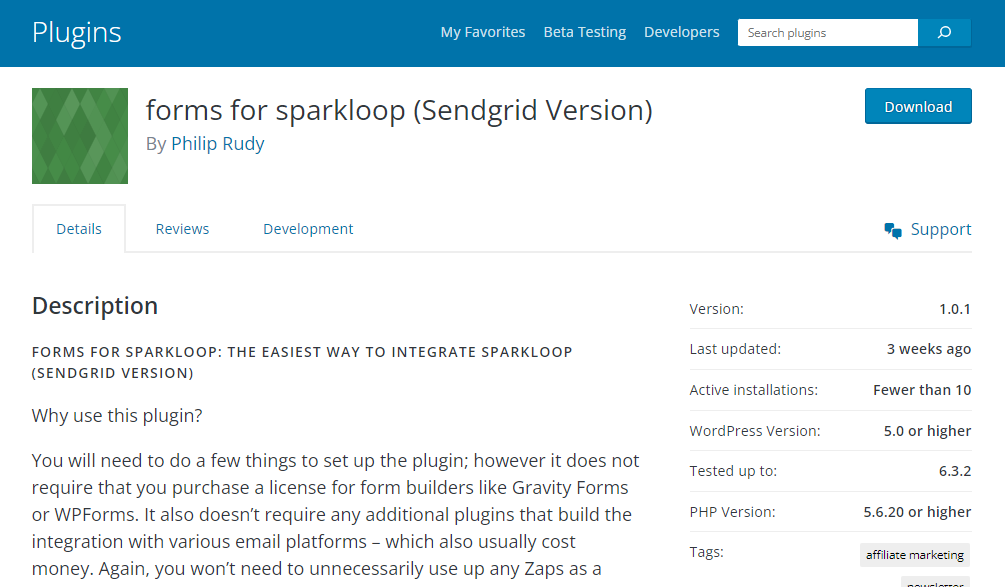 Plugins
My Favorites Beta Testing Developers Search plugins
forms for sparkloop (Sendgrid Version)
Download
By Philip Rudy
Details Reviews Development Support
Description
FORMS FOR SPARKLOOP: THE EASIEST WAY TO INTEGRATE SPARKLOOP
(SENDGRID VERSION)
Why use this plugin?
You will need to do a few things to set up the plugin; however it does not
require that you purchase a license for form builders like Gravity Forms
or WPForms. It also doesn’t require any additional plugins that build the
integration with various email platforms – which also usually cost
money. Again, you won’t need to unnecessarily use up any Zaps as a
Version: 1.0.1
Last updated: 3 weeks ago
Active installations: Fewer than 10
WordPress Version: 5.0 or higher
Tested up to: 6.3.2
PHP Version: 5.6.20 or higher
Tags: affiliate marketing
newsletter